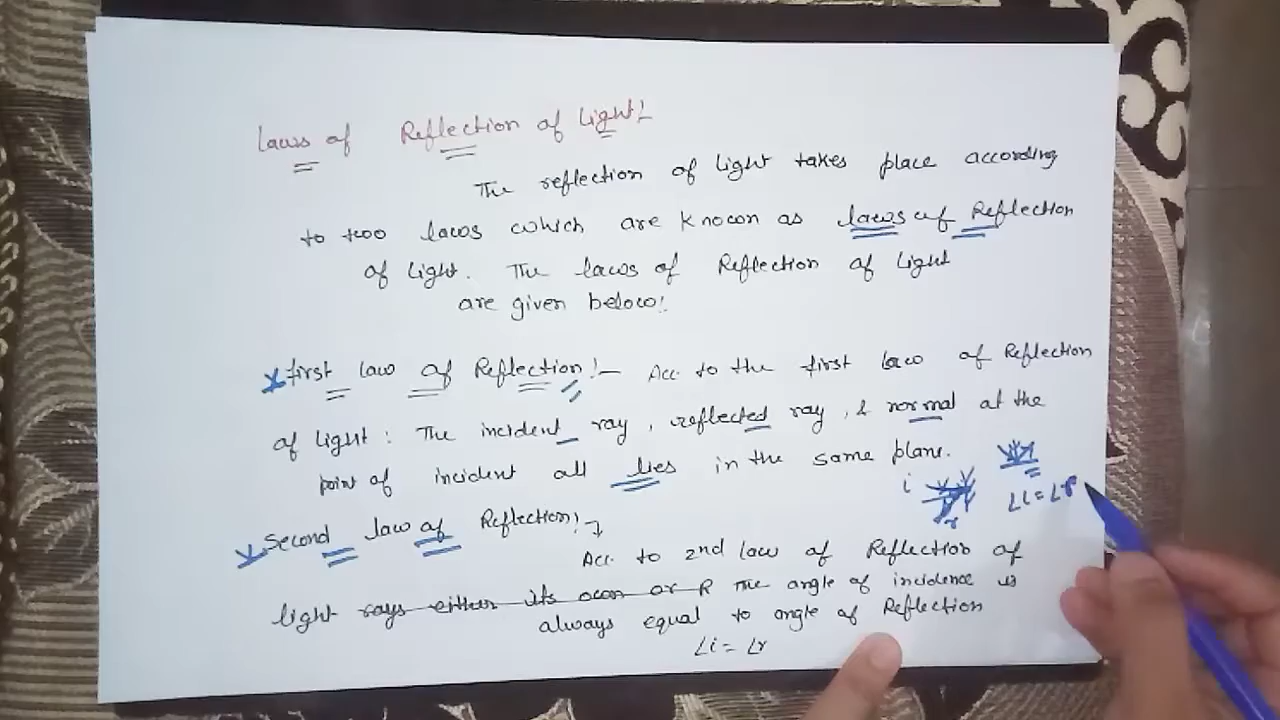 Laws of Reflection of Light :-
The reflection of light takes place according
to two laws which are known as laws of Reflection
of Light. The laws of Reflection of Light
are given below :
First law of Reflection :- Acc. to the first law of Reflection
of light : The incident ray, reflected ray, & normal at the
point of incident all lies in the same plane.
i
r
∠i = ∠r
Second law of Reflection :→
Acc. to 2nd law of Reflection of
light rays either its own or R The angle of incidence is
always equal to angle of Reflection
∠i = ∠r